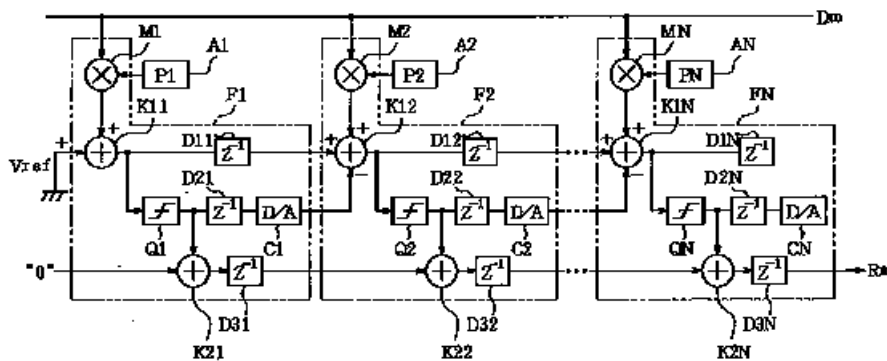 Dm
M1 A1 M2 A2 MN AN
P1 P2 PN
F1 F2 FN
K11 K12 K1N
+ + + + + +
D11 D12 D1N
Z⁻¹ Z⁻¹ Z⁻¹
Vref
− −
D21 D22 D2N
Z⁻¹ D/A Z⁻¹ D/A Z⁻¹ D/A
Q1 C1 Q2 C2 QN CN
"0" Z⁻¹ Z⁻¹ Z⁻¹
D31 D32 D3N
K21 K22 K2N